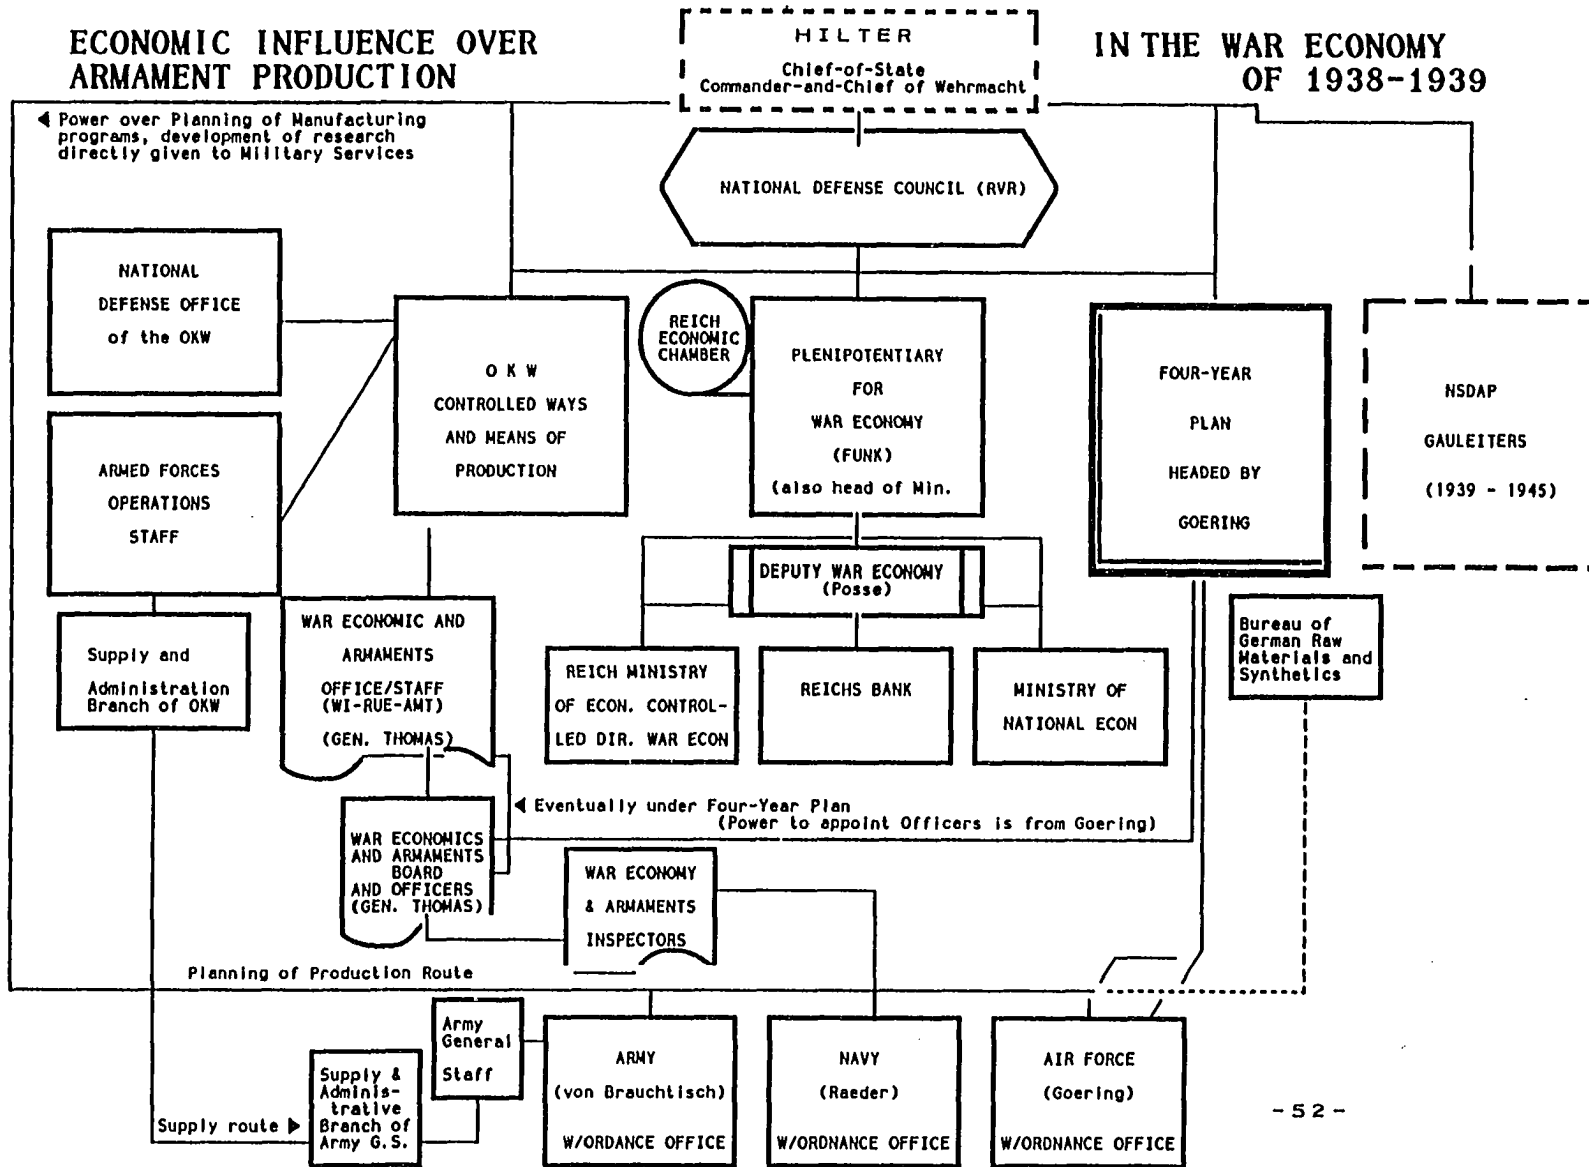 ECONOMIC INFLUENCE OVER
ARMAMENT PRODUCTION
HILTER
Chief-of-State
Commander-and-Chief of Wehrmacht
IN THE WAR ECONOMY
OF 1938-1939
◀ Power over Planning of Manufacturing
programs, development of research
directly given to Military Services
NATIONAL DEFENSE COUNCIL (RVR)
NATIONAL
DEFENSE OFFICE
of the OKW
ARMED FORCES
OPERATIONS
STAFF
O K W
CONTROLLED WAYS
AND MEANS OF
PRODUCTION
REICH
ECONOMIC
CHAMBER
PLENIPOTENTIARY
FOR
WAR ECONOMY
(FUNK)
(also head of Min.
FOUR-YEAR
PLAN
HEADED BY
GOERING
NSDAP
GAULEITERS
(1939 - 1945)
DEPUTY WAR ECONOMY
(Posse)
Supply and
Administration
Branch of OKW
WAR ECONOMIC AND
ARMAMENTS
OFFICE/STAFF
(WI-RUE-AMT)
(GEN. THOMAS)
REICH MINISTRY
OF ECON. CONTROL-
LED DIR. WAR ECON
REICHS BANK
MINISTRY OF
NATIONAL ECON
Bureau of
German Raw
Materials and
Synthetics
◀ Eventually under Four-Year Plan
(Power to appoint Officers is from Goering)
WAR ECONOMICS
AND ARMAMENTS
BOARD
AND OFFICERS
(GEN. THOMAS)
WAR ECONOMY
& ARMAMENTS
INSPECTORS
Planning of Production Route
Army
General
Staff
Supply route ▶
Supply &
Adminis-
trative
Branch of
Army G.S.
ARMY
(von Brauchtisch)
W/ORDANCE OFFICE
NAVY
(Raeder)
W/ORDNANCE OFFICE
AIR FORCE
(Goering)
W/ORDNANCE OFFICE
-52-